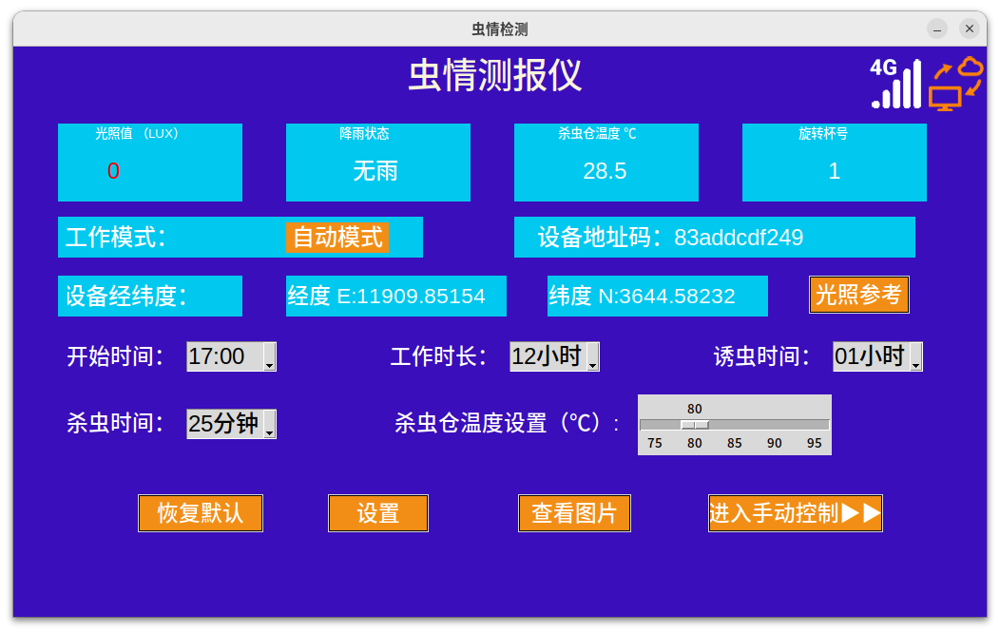 虫情检测
虫情测报仪
4G
光照值 （LUX） 降雨状态 杀虫仓温度 ℃ 旋转杯号
0 无雨 28.5 1
工作模式： 自动模式 设备地址码：83addcdf249
设备经纬度： 经度 E:11909.85154 纬度 N:3644.58232 光照参考
开始时间： 17:00 工作时长： 12小时 诱虫时间： 01小时
80
杀虫时间： 25分钟 杀虫仓温度设置（℃）:
75 80 85 90 95
恢复默认 设置 查看图片 进入手动控制▶▶